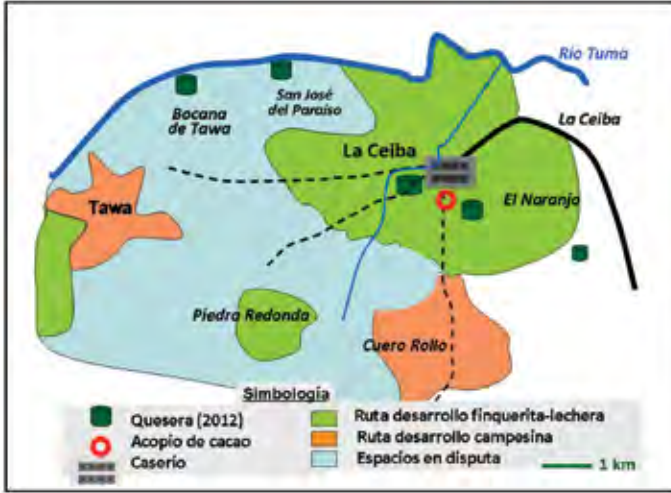 Río Tuma
San José
del Paraíso
Bocana
de Tawa
La Ceiba
La Ceiba
Tawa
El Naranjo
Piedra Redonda
Cuero Rollo
Simbología
Quesera (2012)
Acopio de cacao
Caserío
Ruta desarrollo finquerita-lechera
Ruta desarrollo campesina
Espacios en disputa
1 km